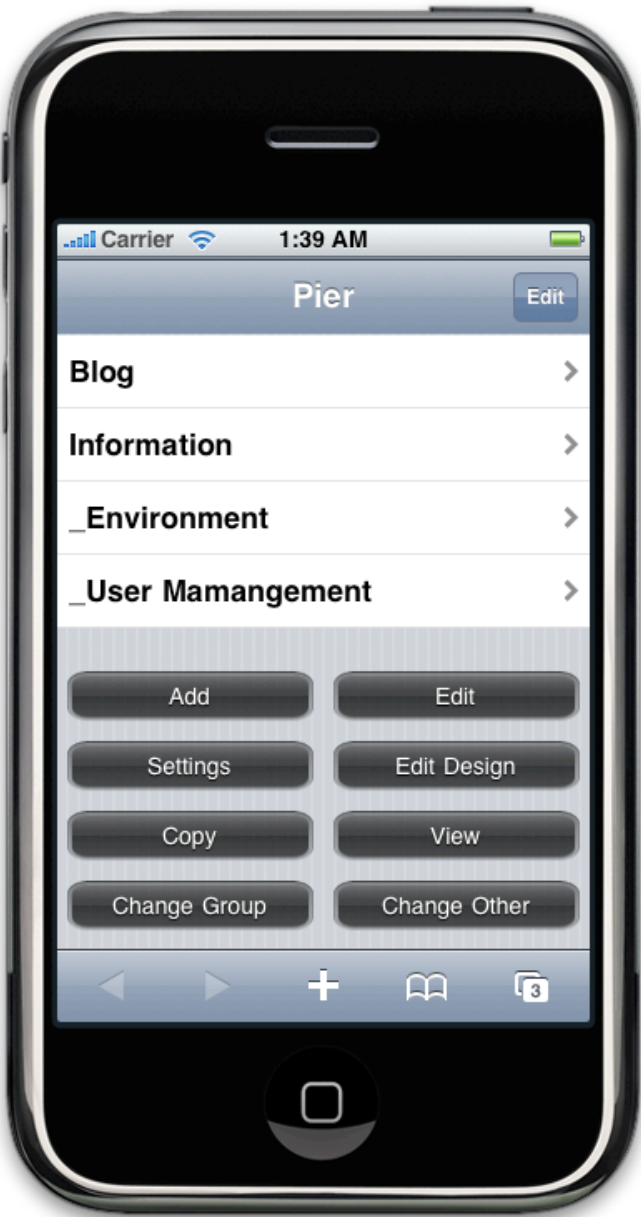 Carrier 1:39 AM
Pier Edit
Blog
Information
_Environment
_User Mamangement
Add Edit
Settings Edit Design
Copy View
Change Group Change Other
3